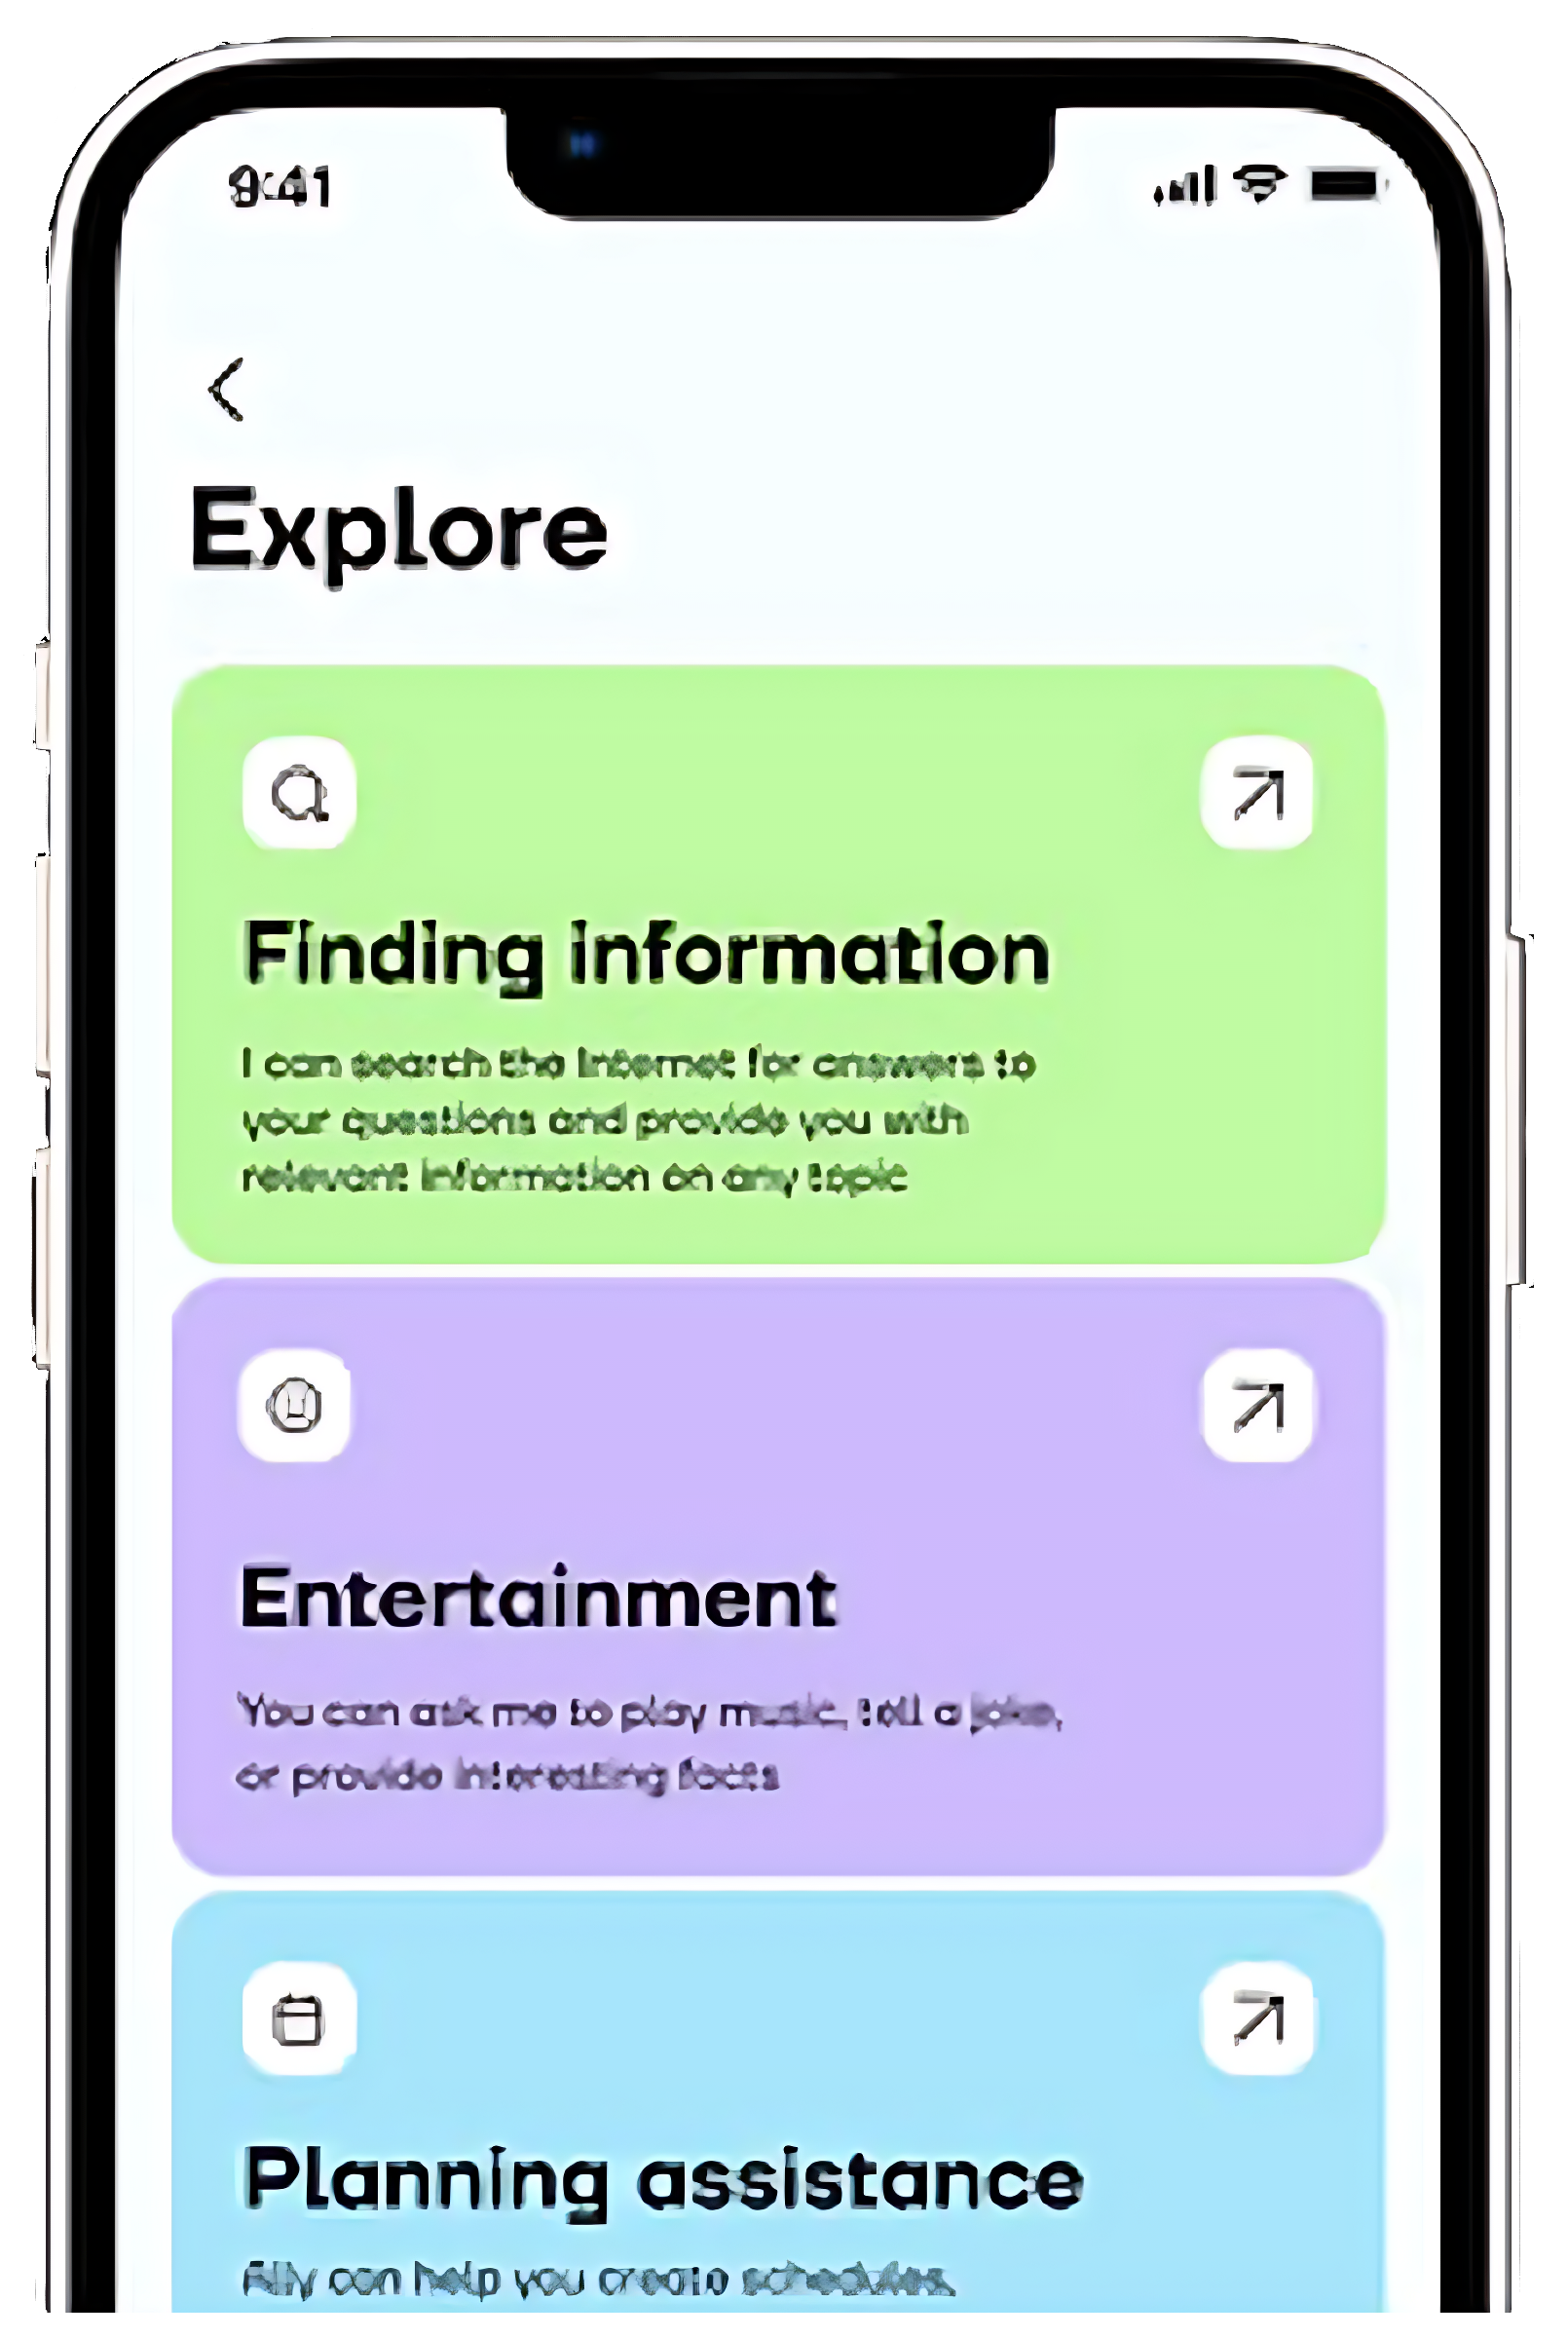 9:41
Explore
Finding information
I can search the Internet for answers to
your questions and provide you with
relevant information on any topic
Entertainment
You can ask me to play music, tell a joke,
or provide interesting facts
Planning assistance
Ally can help you create schedules,